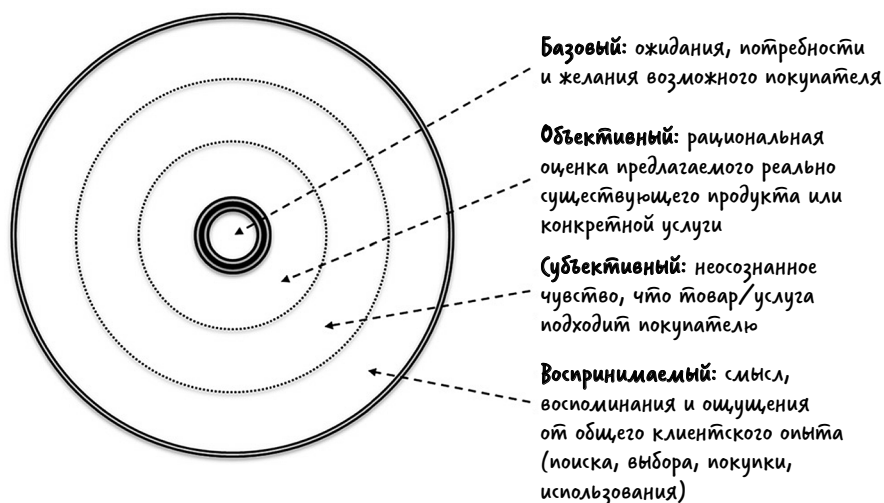 Базовый: ожидания, потребности
и желания возможного покупателя
Объективный: рациональная
оценка предлагаемого реально
существующего продукта или
конкретной услуги
Субъективный: неосознанное
чувство, что товар/услуга
подходит покупателю
Воспринимаемый: смысл,
воспоминания и ощущения
от общего клиентского опыта
(поиска, выбора, покупки,
использования)